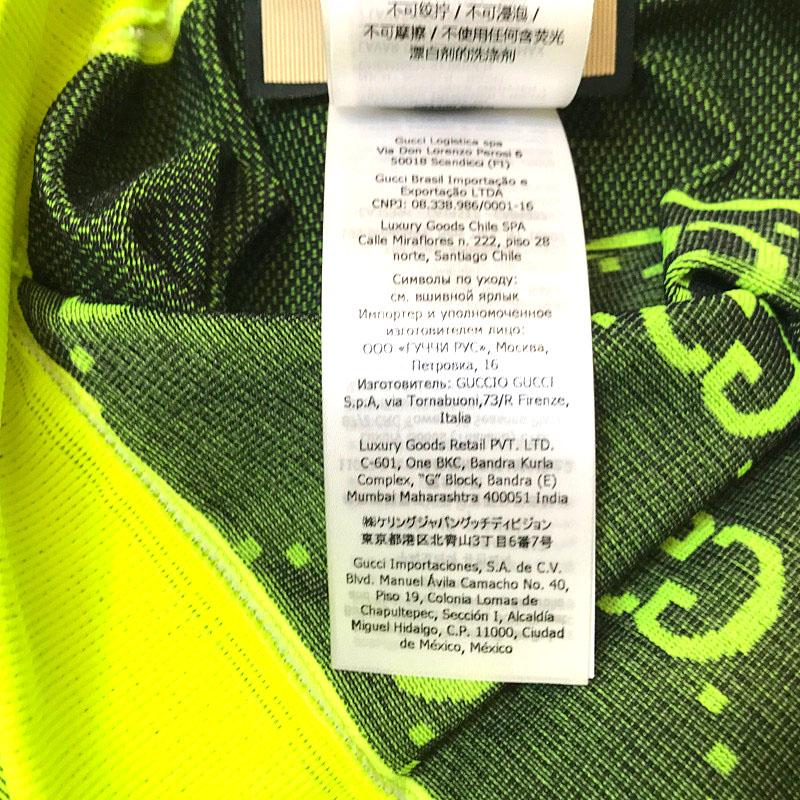 不可绞拧 / 不可浸泡 /
不可摩擦 / 不使用任何含荧光
漂白剂的洗涤剂
Gucci Logistica spa
Via Don Lorenzo Perosi 6
50018 Scandicci (FI)
Gucci Brasil Importação e
Exportação LTDA
CNPJ: 08.338.986/0001-16
Luxury Goods Chile SPA
Calle Miraflores n. 222, piso 28
norte, Santiago Chile
Символы по уходу:
см. вшивной ярлык
Импортер и уполномоченное
изготовителем лицо:
ООО «ГУЧЧИ РУС», Москва,
Петровка, 16
Изготовитель: GUCCIO GUCCI
S.p.A, via Tornabuoni,73/R Firenze,
Italia
Luxury Goods Retail PVT. LTD.
C-601, One BKC, Bandra Kurla
Complex, "G" Block, Bandra (E)
Mumbai Maharashtra 400051 India
㈱ケリングジャパングッチディビジョン
東京都港区北青山3丁目6番7号
Gucci Importaciones, S.A. de C.V.
Blvd. Manuel Ávila Camacho No. 40,
Piso 19, Colonia Lomas de
Chapultepec, Sección I, Alcaldía
Miguel Hidalgo, C.P. 11000, Ciudad
de México, México